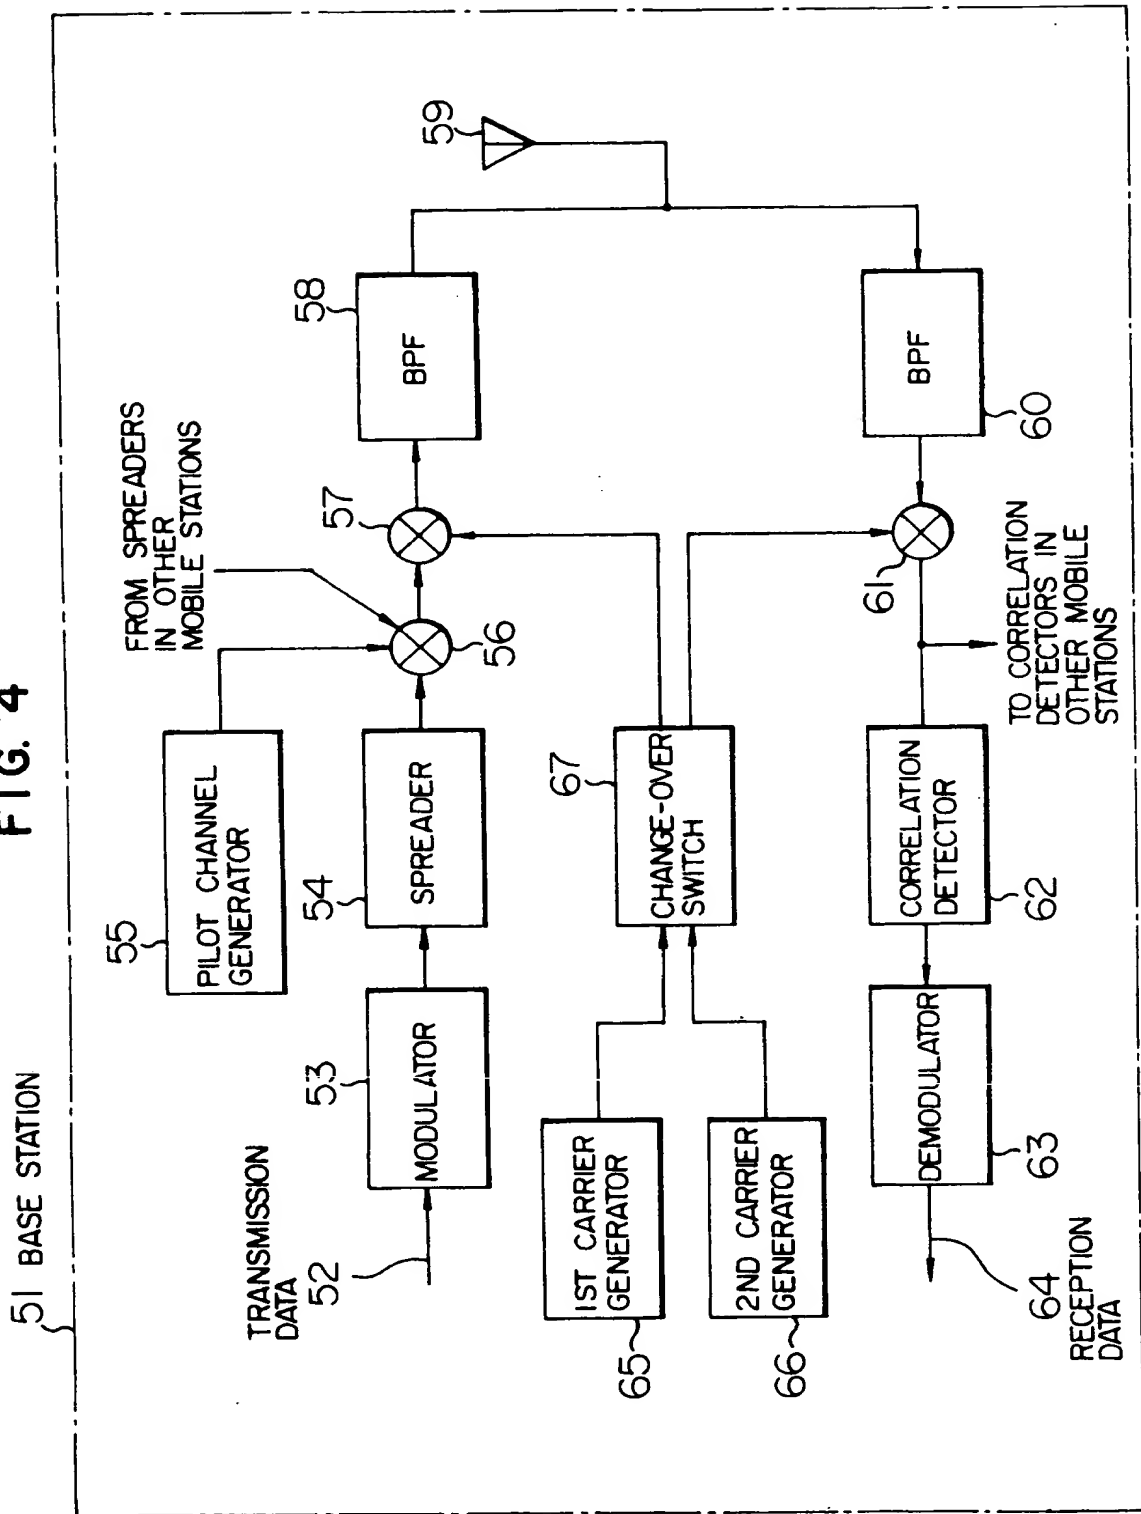 FIG. 4
51 BASE STATION
55
PILOT CHANNEL
GENERATOR
FROM SPREADERS
IN OTHER
MOBILE STATIONS
59
TRANSMISSION
DATA
52
53
MODULATOR
54
SPREADER
56
57
58
BPF
1ST CARRIER
GENERATOR
65
2ND CARRIER
GENERATOR
66
67
CHANGE-OVER
SWITCH
RECEPTION
DATA
64
DEMODULATOR
63
CORRELATION
DETECTOR
62
TO CORRELATION
DETECTORS IN
OTHER MOBILE
STATIONS
61
BPF
60